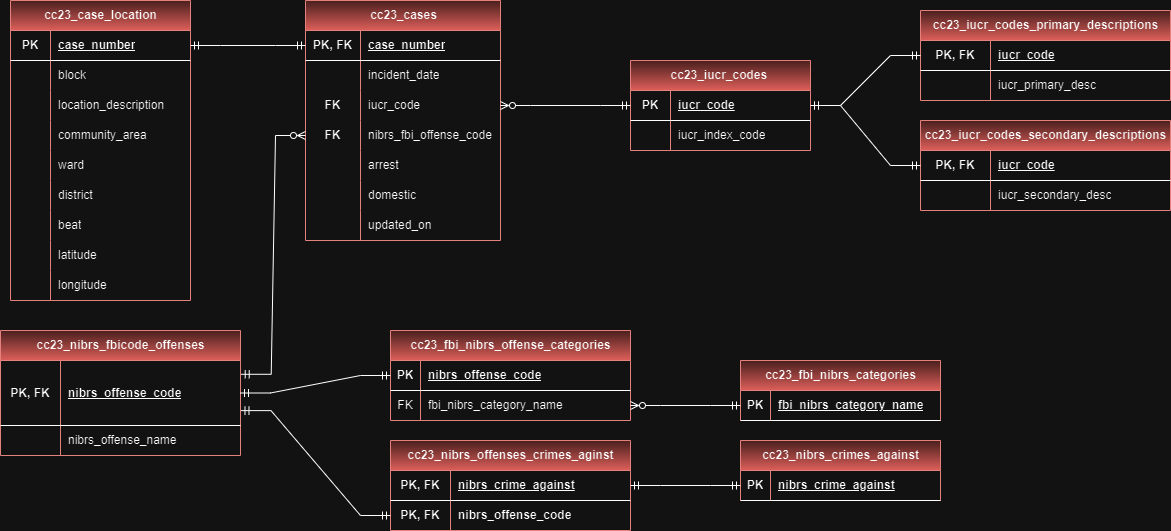 cc23_case_location
PK case_number
block
location_description
community_area
ward
district
beat
latitude
longitude
cc23_cases
PK, FK case_number
incident_date
FK iucr_code
FK nibrs_fbi_offense_code
arrest
domestic
updated_on
cc23_iucr_codes
PK iucr_code
iucr_index_code
cc23_iucr_codes_primary_descriptions
PK, FK iucr_code
iucr_primary_desc
cc23_iucr_codes_secondary_descriptions
PK, FK iucr_code
iucr_secondary_desc
cc23_nibrs_fbicode_offenses
PK, FK nibrs_offense_code
nibrs_offense_name
cc23_fbi_nibrs_offense_categories
PK nibrs_offense_code
FK fbi_nibrs_category_name
cc23_fbi_nibrs_categories
PK fbi_nibrs_category_name
cc23_nibrs_offenses_crimes_aginst
PK, FK nibrs_crime_against
PK, FK nibrs_offense_code
cc23_nibrs_crimes_against
PK nibrs_crime_against